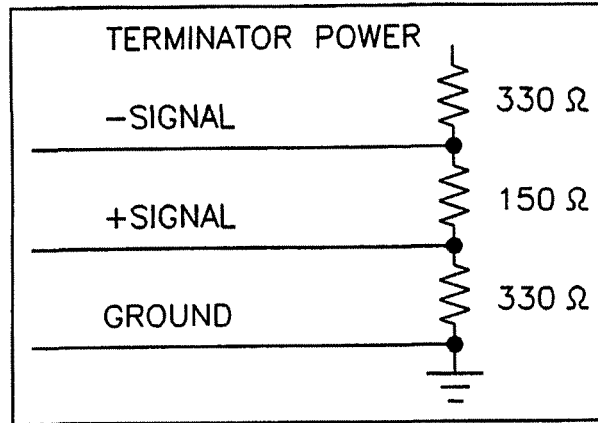 TERMINATOR POWER
330 Ω
−SIGNAL
150 Ω
+SIGNAL
330 Ω
GROUND